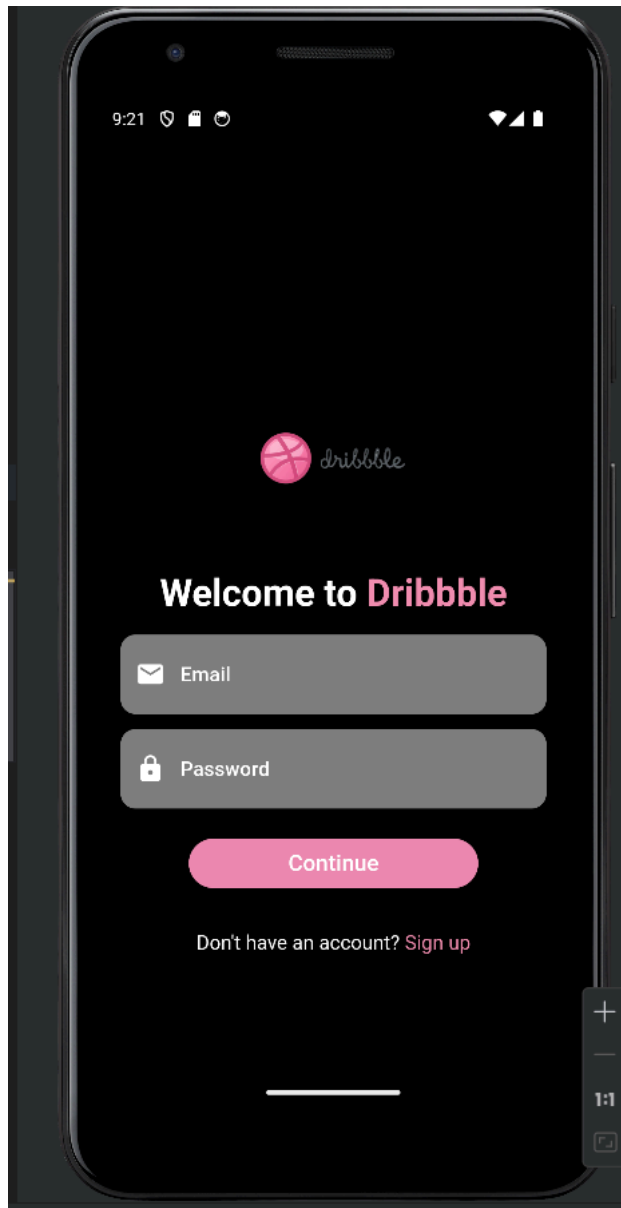 9:21
dribbble
Welcome to Dribbble
Email
Password
Continue
Don't have an account? Sign up
1:1